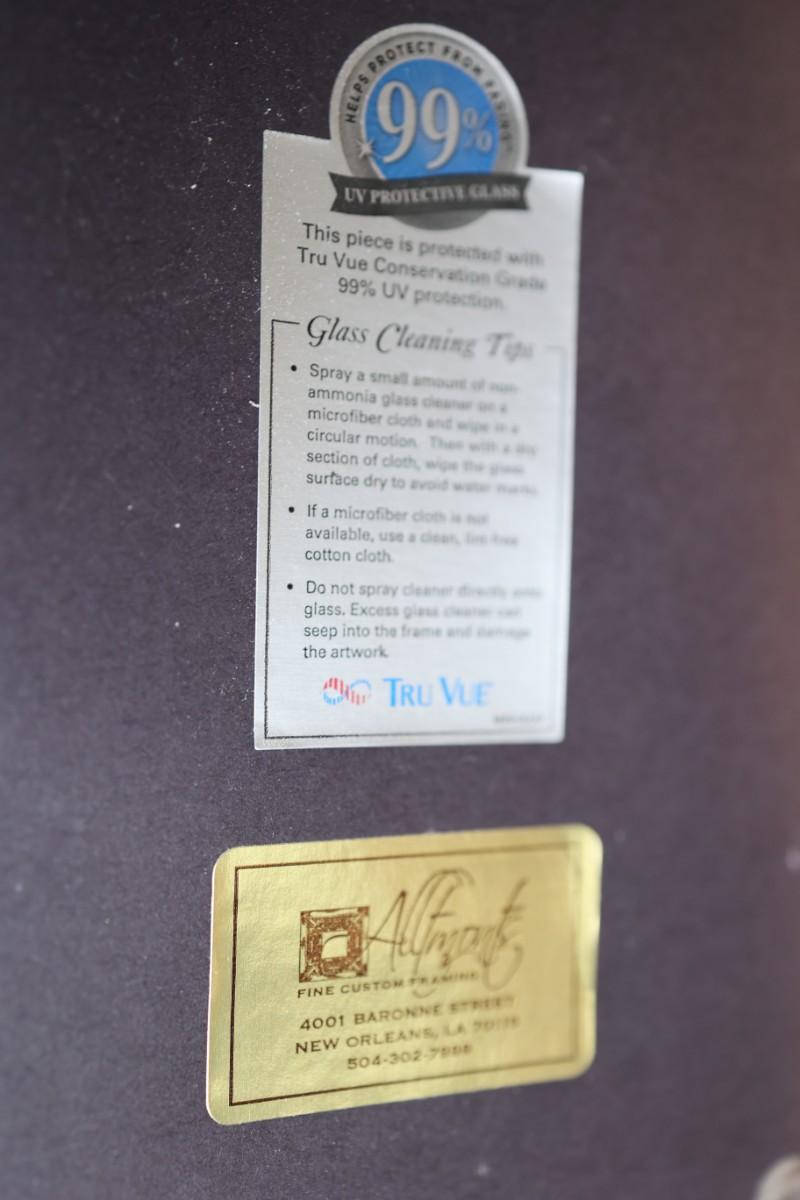 HELPS PROTECT FROM FADING
99%
UV PROTECTIVE GLASS
This piece is protected with
Tru Vue Conservation Grade
99% UV protection.
Glass Cleaning Tips
• Spray a small amount of non-
ammonia glass cleaner on a
microfiber cloth and wipe in a
circular motion. Then with a dry
section of cloth, wipe the glass
surface dry to avoid water marks.
• If a microfiber cloth is not
available, use a clean, lint-free
cotton cloth.
• Do not spray cleaner directly onto
glass. Excess glass cleaner can
seep into the frame and damage
the artwork.
TRU VUE
FINE CUSTOM FRAMING
4001 BARONNE STREET
NEW ORLEANS, LA
504-302-